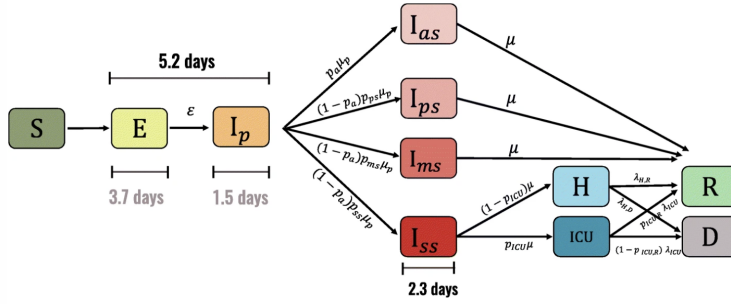 I_as
5.2 days
p_a μ_p
μ
ε
(1 − p_a)p_ps μ_p
I_ps
μ
S
E
I_p
(1 − p_a)p_ms μ_p
I_ms
μ
3.7 days
1.5 days
(1 − p_a)p_ss μ_p
(1 − p_ICU)μ
H
λ_H,R
R
λ_H,D
p_ICU,R λ_ICU
I_ss
p_ICU μ
ICU
(1 − p_ICU,R) λ_ICU
D
2.3 days